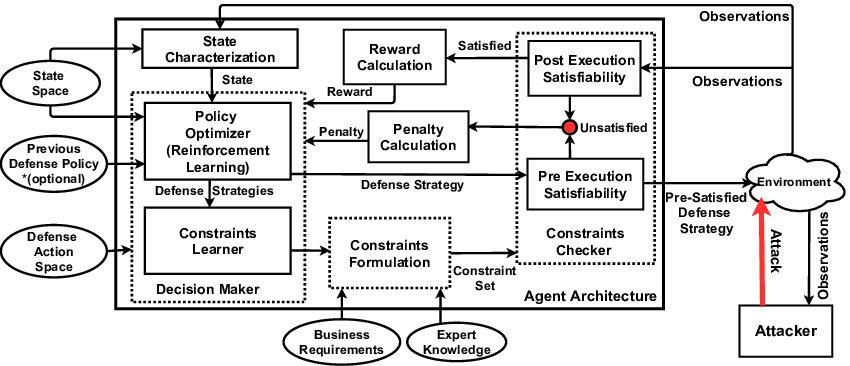 Observations
State
Characterization
Reward
Calculation
Satisfied
Post Execution
Satisfiability
Observations
State
Space
State
Reward
Policy
Optimizer
(Reinforcement
Learning)
Penalty
Penalty
Calculation
Unsatisfied
Previous
Defense Policy
*(optional)
Defense Strategies
Defense Strategy
Pre Execution
Satisfiability
Pre-Satisfied
Defense
Strategy
Environment
Defense
Action
Space
Constraints
Learner
Constraints
Formulation
Constraint
Set
Constraints
Checker
Attack
Observations
Decision Maker
Agent Architecture
Business
Requirements
Expert
Knowledge
Attacker